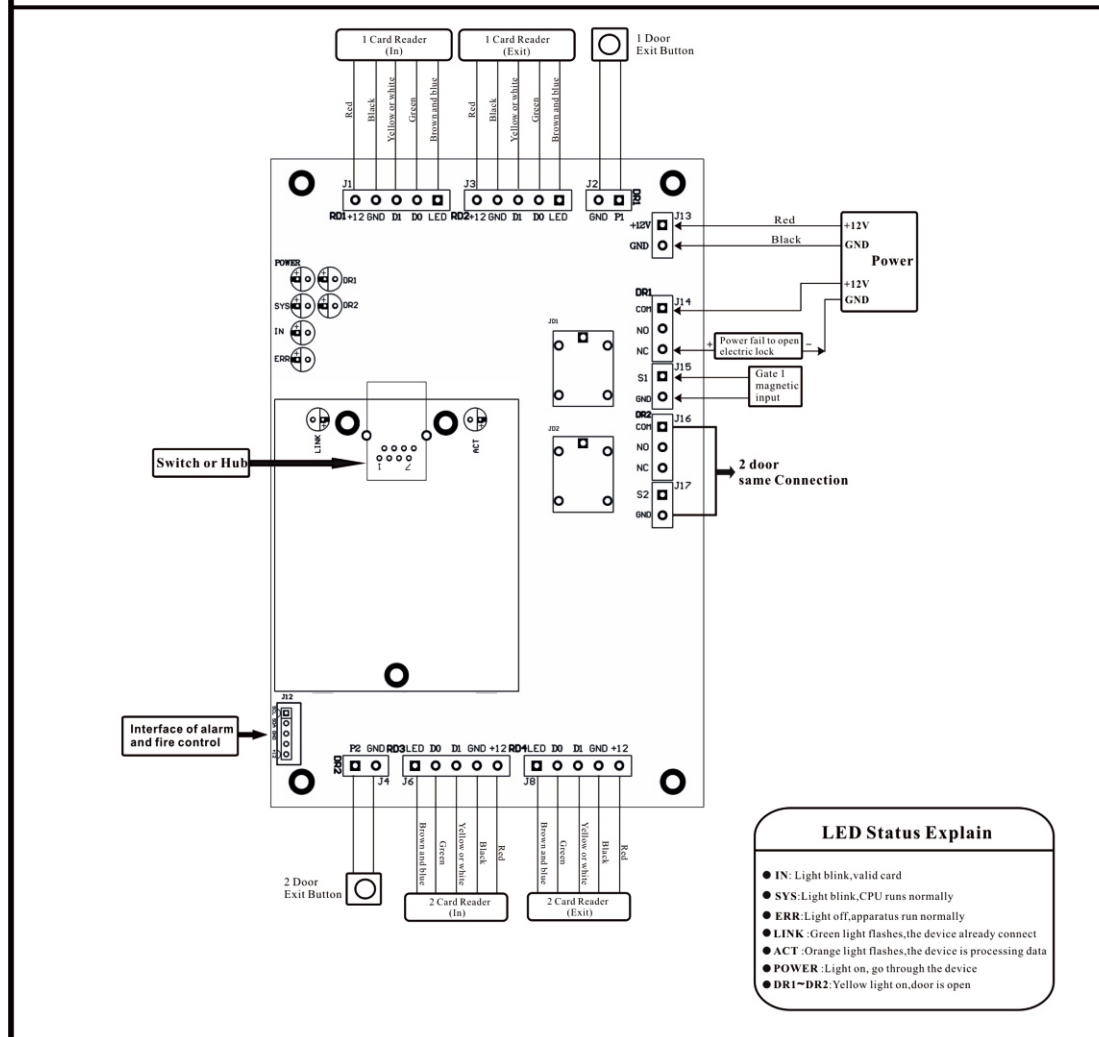 1 Card Reader
(In)
1 Card Reader
(Exit)
1 Door
Exit Button
Red
Black
Yellow or white
Green
Brown and blue
Red
Black
Yellow or white
Green
Brown and blue
J1
J3
J2
DR1
RD1 +12 GND D1 D0 LED
RD2 +12 GND D1 D0 LED
GND P1
J13
+12V
GND
Red
Black
+12V
GND
Power
+12V
GND
POWER
DR1
SYS
DR2
IN
ERR
DR1
J14
COM
NO
NC
+
Power fail to open
electric lock
–
JD1
J15
S1
GND
Gate 1
magnetic
input
DR2
J16
COM
NO
NC
JD2
J17
S2
GND
2 door
same Connection
LINK
ACT
1 7
Switch or Hub
J12
SDA
GND
+12
Interface of alarm
and fire control
P2 GND
RD3 LED D0 D1 GND +12
RD4 LED D0 D1 GND +12
DR2
J4
J6
J8
Brown and blue
Green
Yellow or white
Black
Red
Brown and blue
Green
Yellow or white
Black
Red
2 Door
Exit Button
2 Card Reader
(In)
2 Card Reader
(Exit)
LED Status Explain
● IN: Light blink,valid card
● SYS:Light blink,CPU runs normally
● ERR:Light off,apparatus run normally
● LINK :Green light flashes,the device already connect
● ACT :Orange light flashes,the device is processing data
● POWER :Light on, go through the device
● DR1~DR2:Yellow light on,door is open